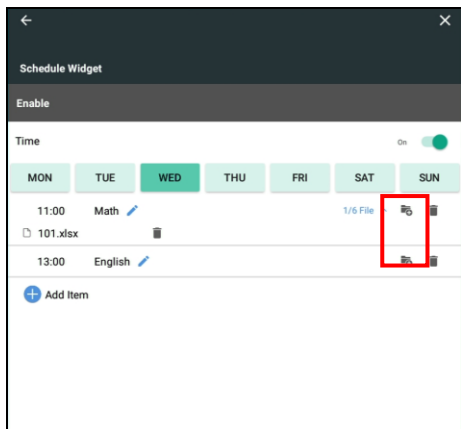 Schedule Widget
Enable
Time On
MON TUE WED THU FRI SAT SUN
11:00 Math 1/6 File
101.xlsx
13:00 English
Add Item